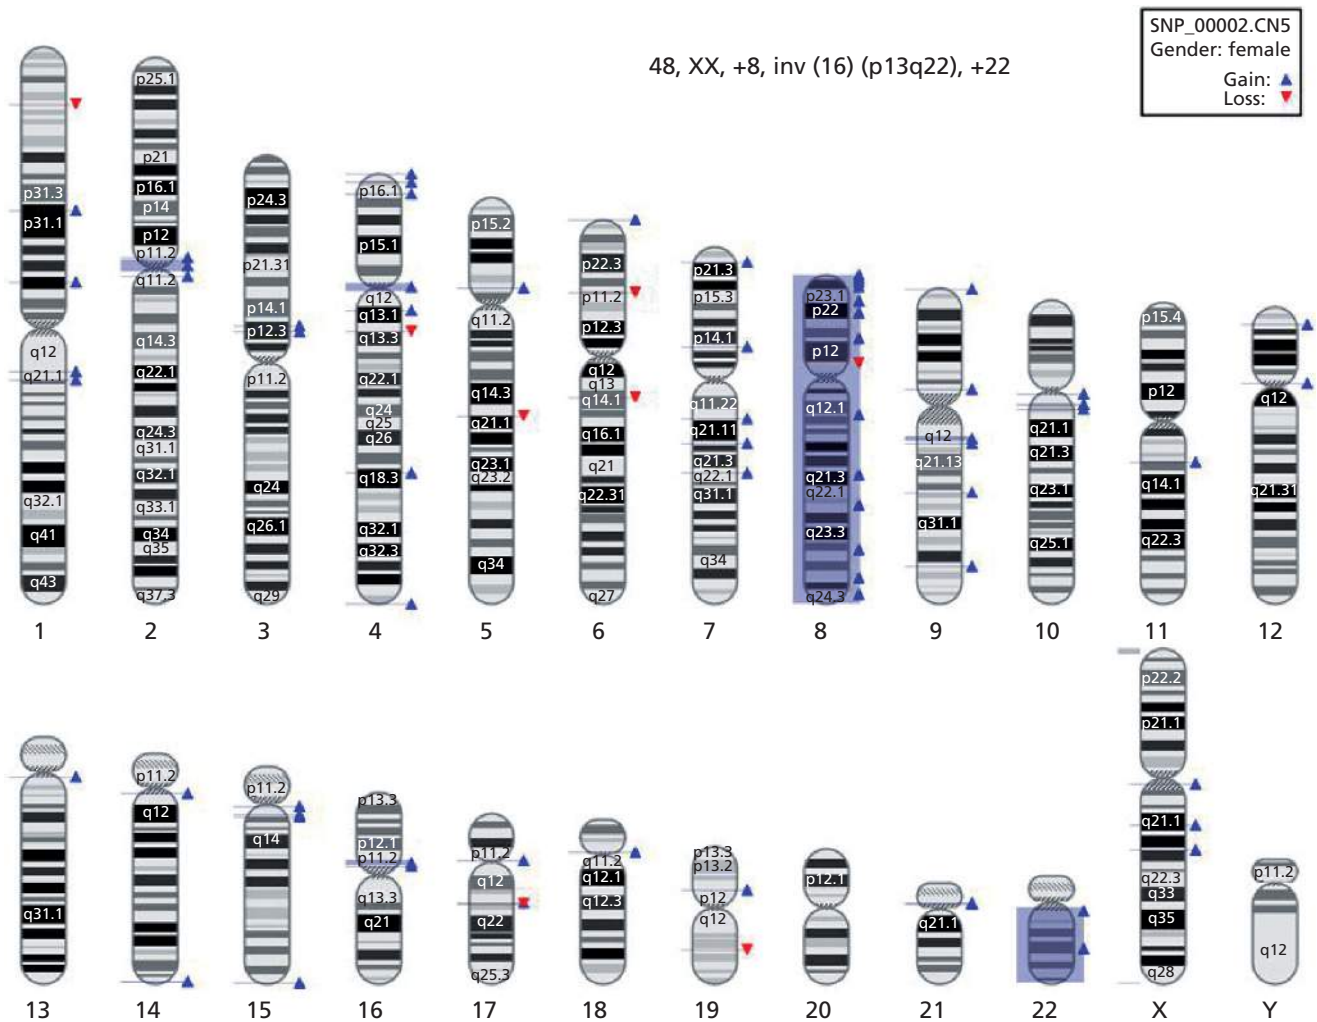 SNP_00002.CN5
Gender: female
Gain:
Loss:
48, XX, +8, inv (16) (p13q22), +22
p31.3
p31.1
q12
q21.1
q32.1
q41
q43
1
p25.1
p21
p16.1
p14
p12
p11.2
q11.2
q14.3
q22.1
q24.3
q31.1
q32.1
q33.1
q34
q35
q37.3
2
p24.3
p21.31
p14.1
p12.3
p11.2
q24
q26.1
q29
3
p16.1
p15.1
q12
q13.1
q13.3
q22.1
q24
q25
q26
q18.3
q32.1
q32.3
4
p15.2
q11.2
q14.3
q21.1
q23.1
q23.2
q34
5
p22.3
p11.2
p12.3
q12
q13
q14.1
q16.1
q21
q22.31
q27
6
p21.3
p15.3
p14.1
q11.22
q21.11
q21.3
q22.1
q31.1
q34
7
p23.1
p22
p12
q12.1
q21.3
q22.1
q23.3
q24.3
8
q12
q21.13
q31.1
9
q21.1
q21.3
q23.1
q25.1
10
p15.4
p12
q14.1
q22.3
11
q12
q21.31
12
q31.1
13
p11.2
q12
14
p11.2
q14
15
p13.3
p12.1
p11.2
q13.3
q21
16
p11.2
q12
q22
q25.3
17
q11.2
q12.1
q12.3
18
p13.3
p13.2
p12
q12
19
p12.1
20
q21.1
21
22
p22.2
p21.1
q21.1
q22.3
q33
q35
q28
X
p11.2
q12
Y